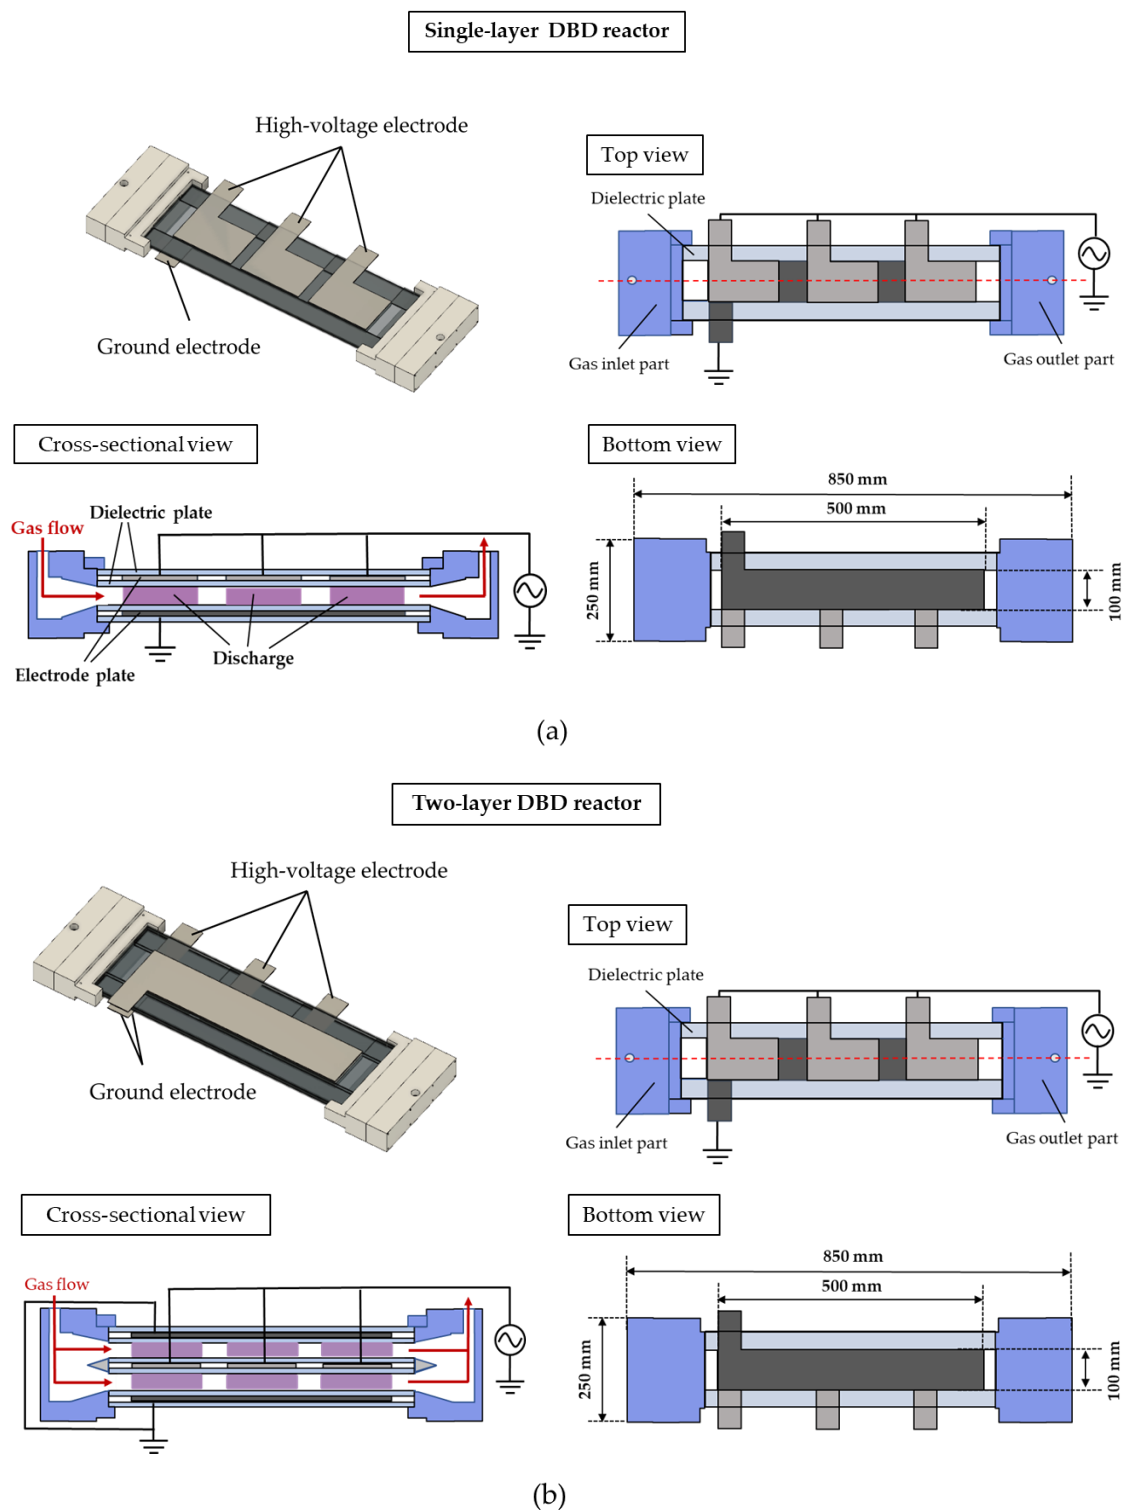 Single-layer DBD reactor
High-voltage electrode
Ground electrode
Top view
Dielectric plate
Gas inlet part
Gas outlet part
Cross-sectional view
Gas flow
Dielectric plate
Electrode plate
Discharge
Bottom view
850 mm
500 mm
250 mm
100 mm
(a)
Two-layer DBD reactor
High-voltage electrode
Ground electrode
Top view
Dielectric plate
Gas inlet part
Gas outlet part
Cross-sectional view
Gas flow
Bottom view
850 mm
500 mm
250 mm
100 mm
(b)